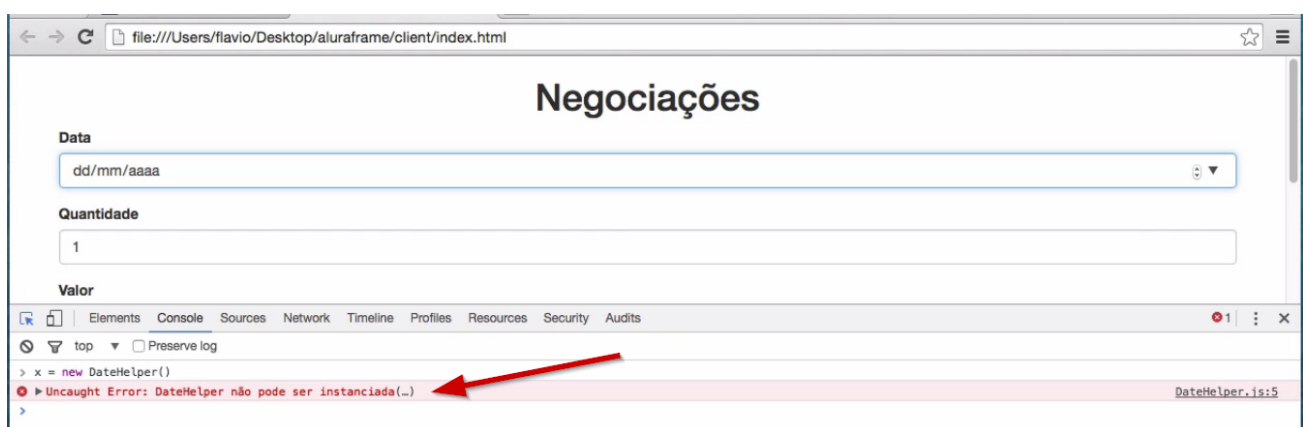 file:///Users/flavio/Desktop/aluraframe/client/index.html
Negociações
Data
dd/mm/aaaa
Quantidade
1
Valor
Elements Console Sources Network Timeline Profiles Resources Security Audits 1
top Preserve log
> x = new DateHelper()
Uncaught Error: DateHelper não pode ser instanciada(…) DateHelper.js:5
>